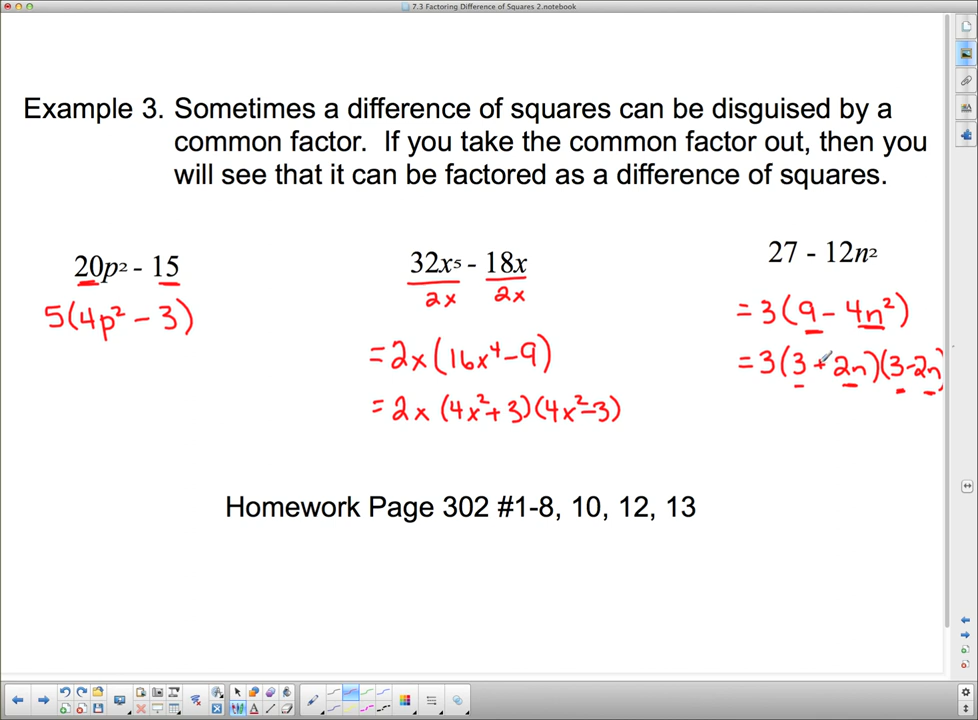 7.3 Factoring Difference of Squares 2.notebook
Example 3. Sometimes a difference of squares can be disguised by a
common factor. If you take the common factor out, then you
will see that it can be factored as a difference of squares.
20p² - 15
5(4p² - 3)
32x⁵ - 18x
2x 2x
= 2x(16x⁴ - 9)
= 2x(4x² + 3)(4x² - 3)
27 - 12n²
= 3(9 - 4n²)
= 3(3 + 2n)(3 - 2n)
Homework Page 302 #1-8, 10, 12, 13